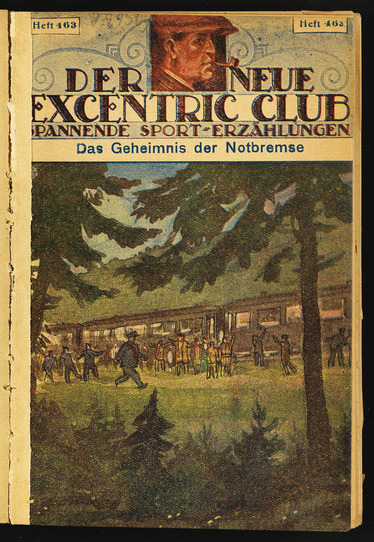 Heft 463
Heft 463
DER NEUE
EXCENTRIC CLUB
SPANNENDE SPORT-ERZÄHLUNGEN
Das Geheimnis der Notbremse